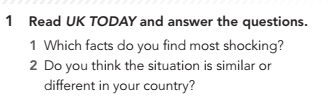 1 Read UK TODAY and answer the questions.
1 Which facts do you find most shocking?
2 Do you think the situation is similar or
different in your country?